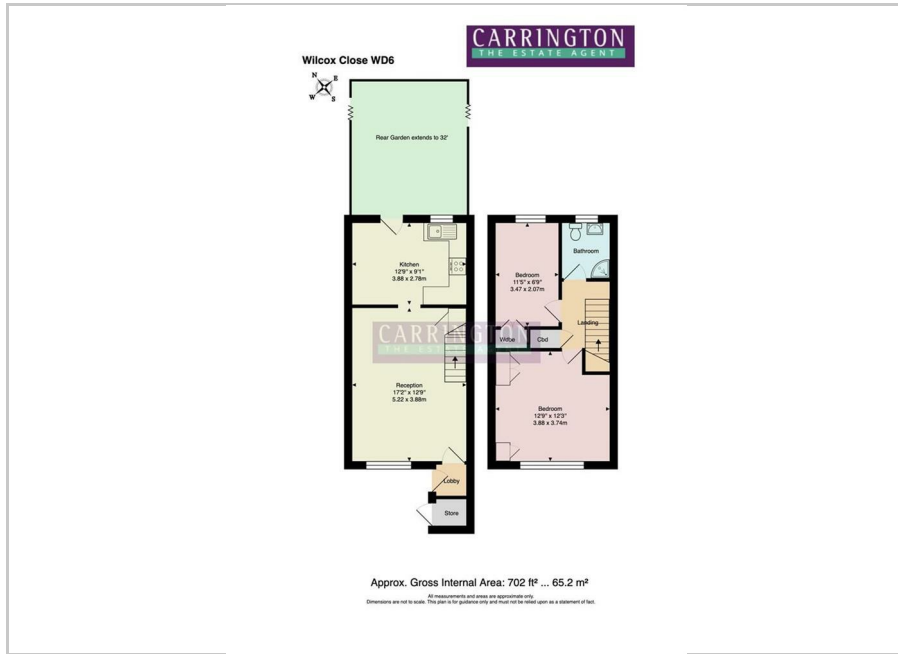 CARRINGTON
THE ESTATE AGENT
Wilcox Close WD6
N
E
W
S
Rear Garden extends to 32'
Kitchen
12'9" x 9'1"
3.88 x 2.78m
Bathroom
Bedroom
11'5" x 6'9"
3.47 x 2.07m
Landing
CARRINGTON
THE ESTATE AGENT
Wdbe
Cbd
Reception
17'2" x 12'9"
5.22 x 3.88m
Bedroom
12'9" x 12'3"
3.88 x 3.74m
Lobby
Store
Approx. Gross Internal Area: 702 ft² ... 65.2 m²
All measurements and areas are approximate only.
Dimensions are not to scale. This plan is for guidance only and must not be relied upon as a statement of fact.